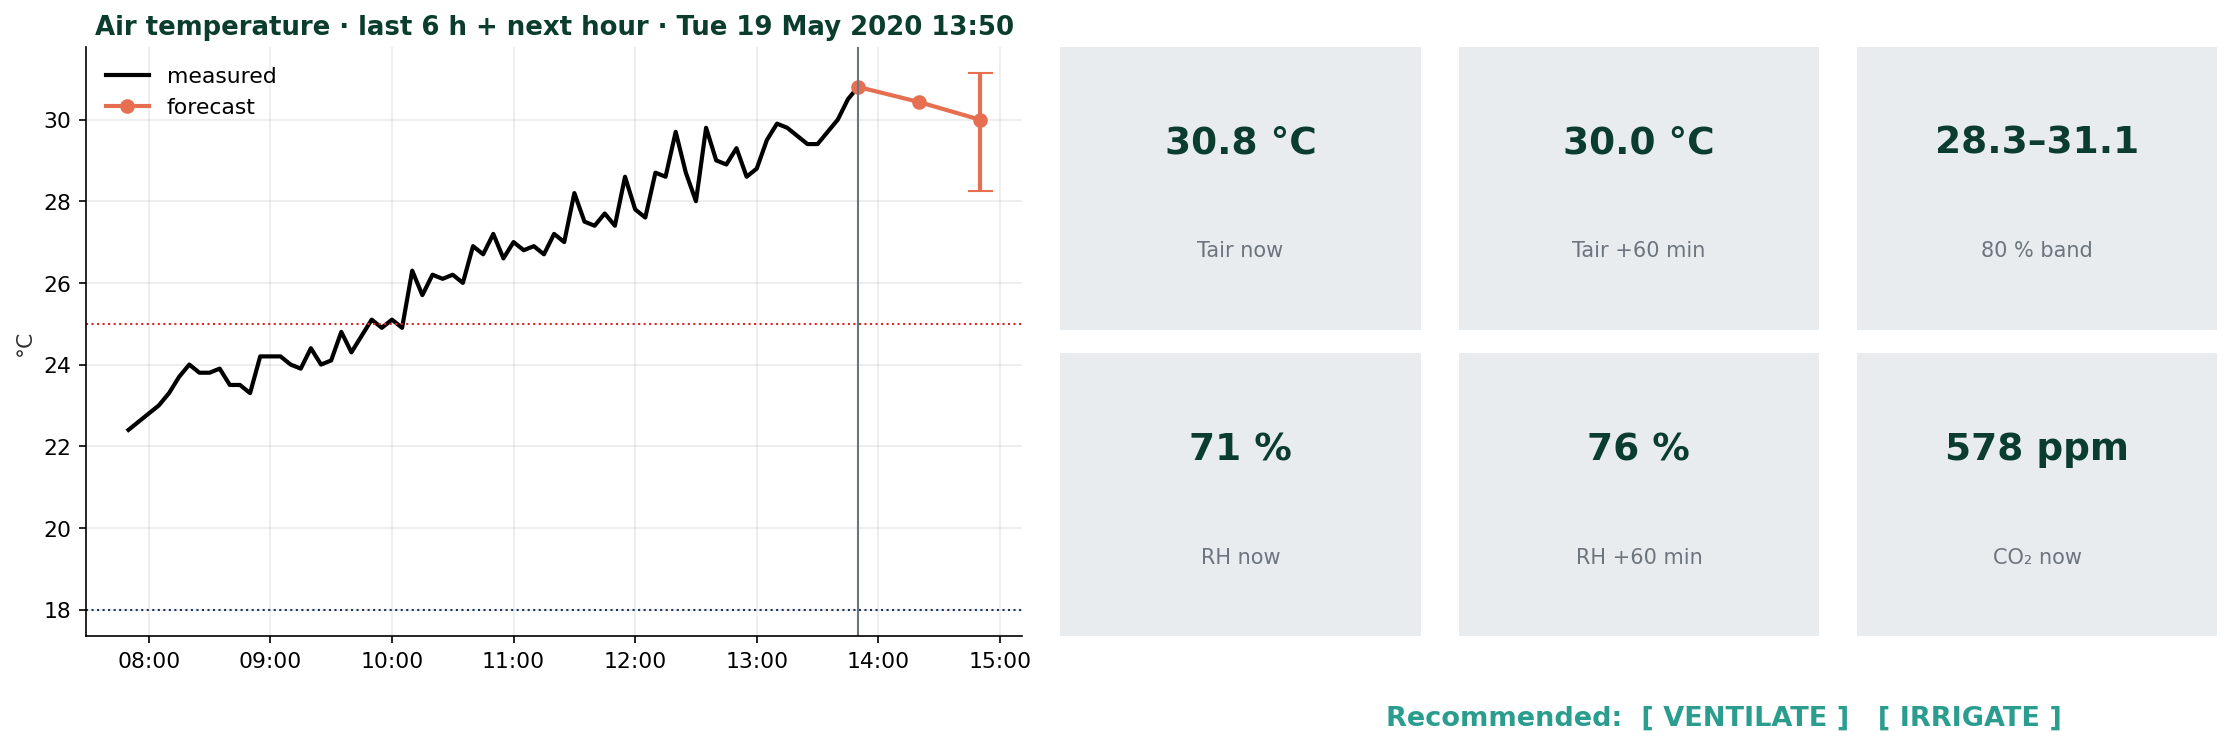 Air temperature · last 6 h + next hour · Tue 19 May 2020 13:50
measured
forecast
°C
30
28
26
24
22
20
18
08:00 09:00 10:00 11:00 12:00 13:00 14:00 15:00
30.8 °C
Tair now
30.0 °C
Tair +60 min
28.3–31.1
80 % band
71 %
RH now
76 %
RH +60 min
578 ppm
CO₂ now
Recommended: [ VENTILATE ] [ IRRIGATE ]